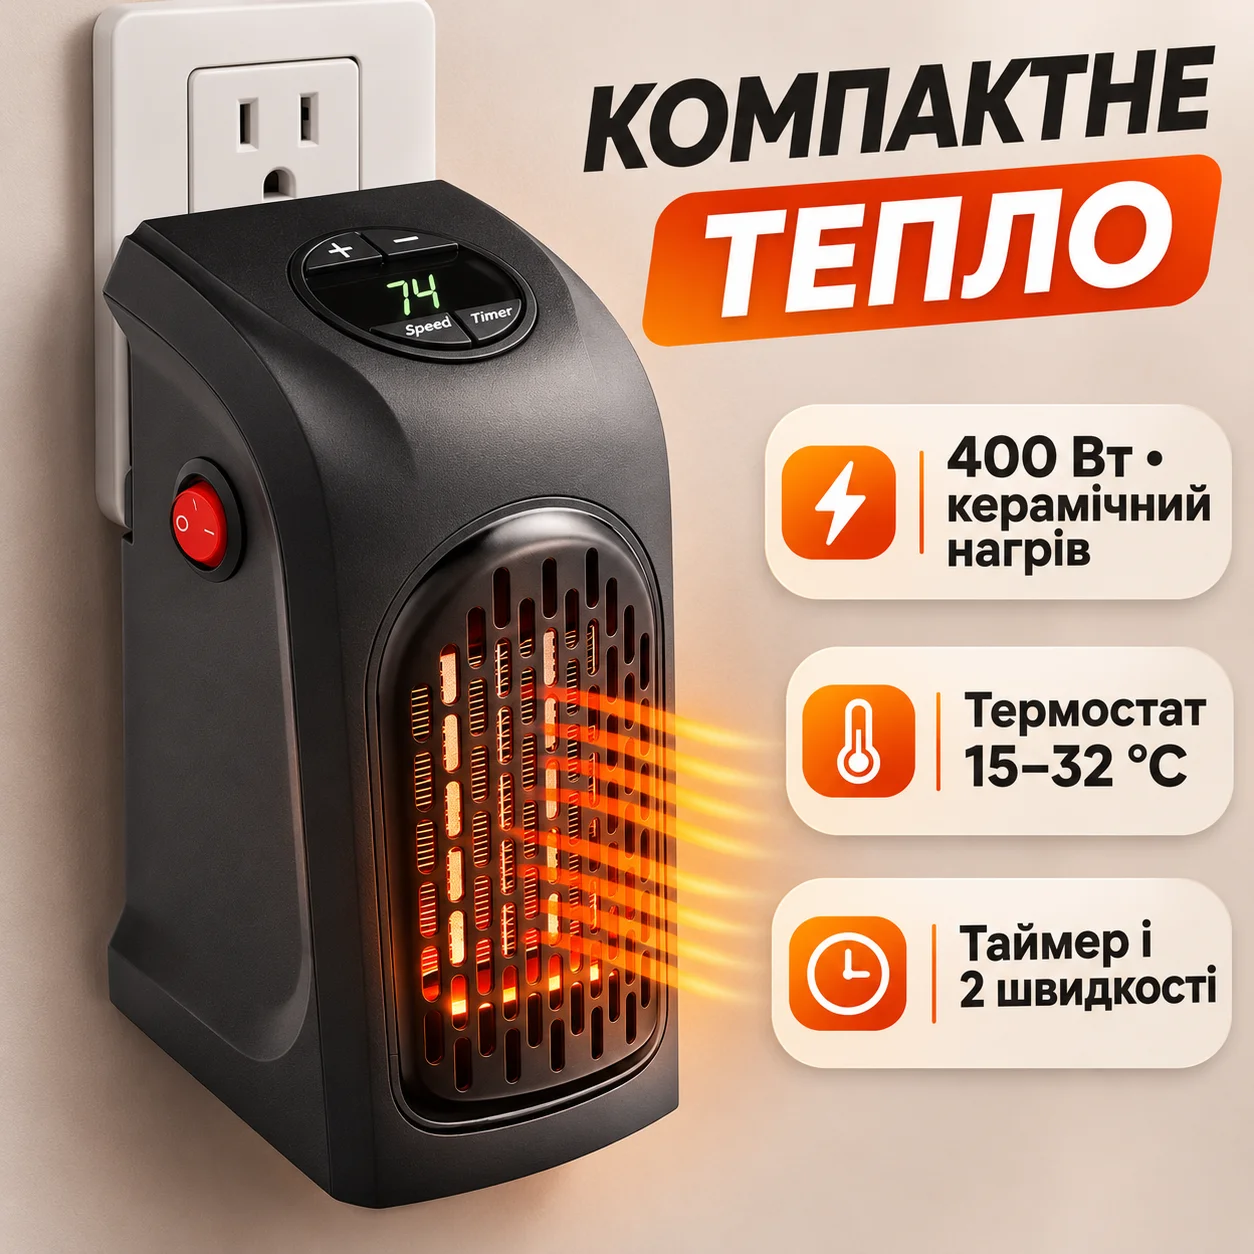 КОМПАКТНЕ
ТЕПЛО
+ −
74
Speed Timer
400 Вт •
керамічний
нагрів
Термостат
15–32 °C
Таймер і
2 швидкості